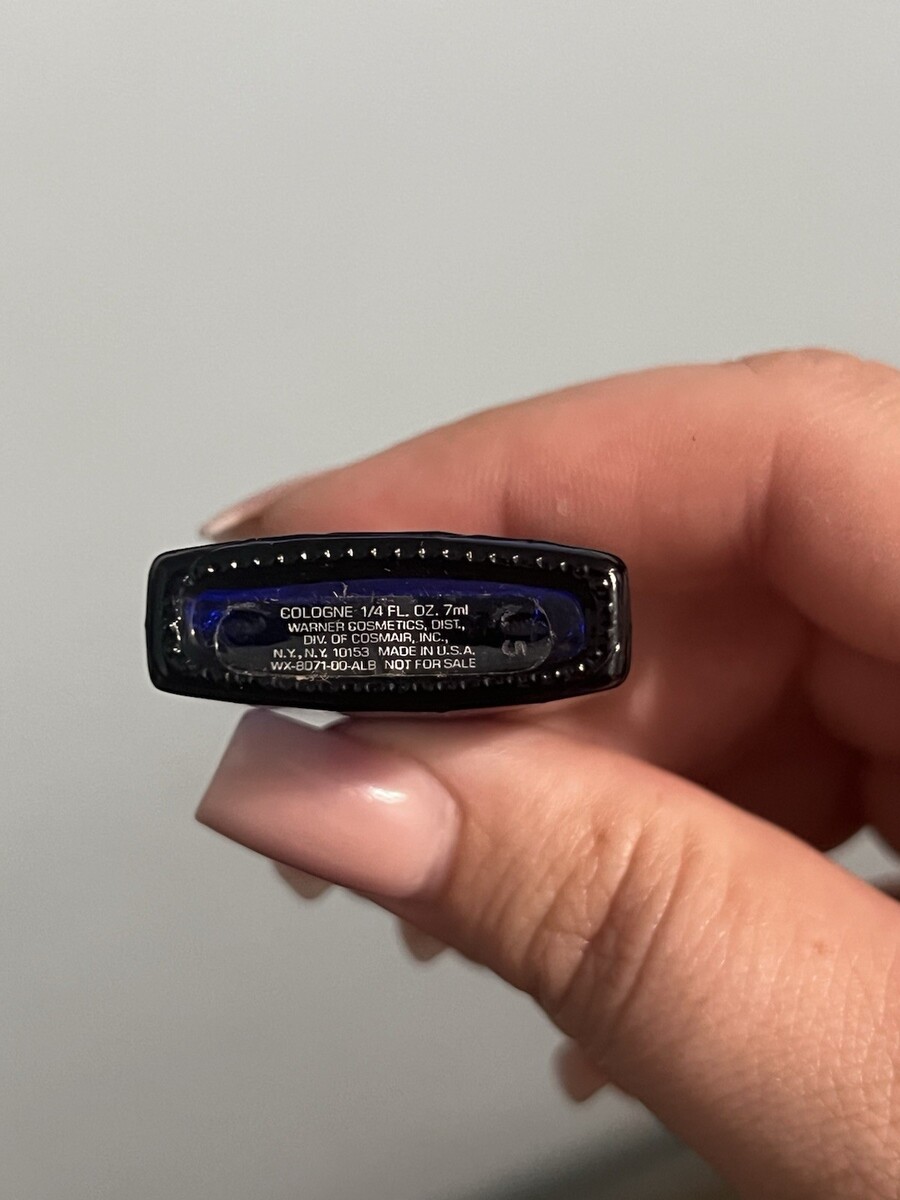 COLOGNE 1/4 FL. OZ. 7ml
WARNER COSMETICS, DIST.,
DIV. OF COSMAIR, INC.,
N.Y., N.Y. 10153 MADE IN U.S.A.
WX-8071-00-ALB NOT FOR SALE